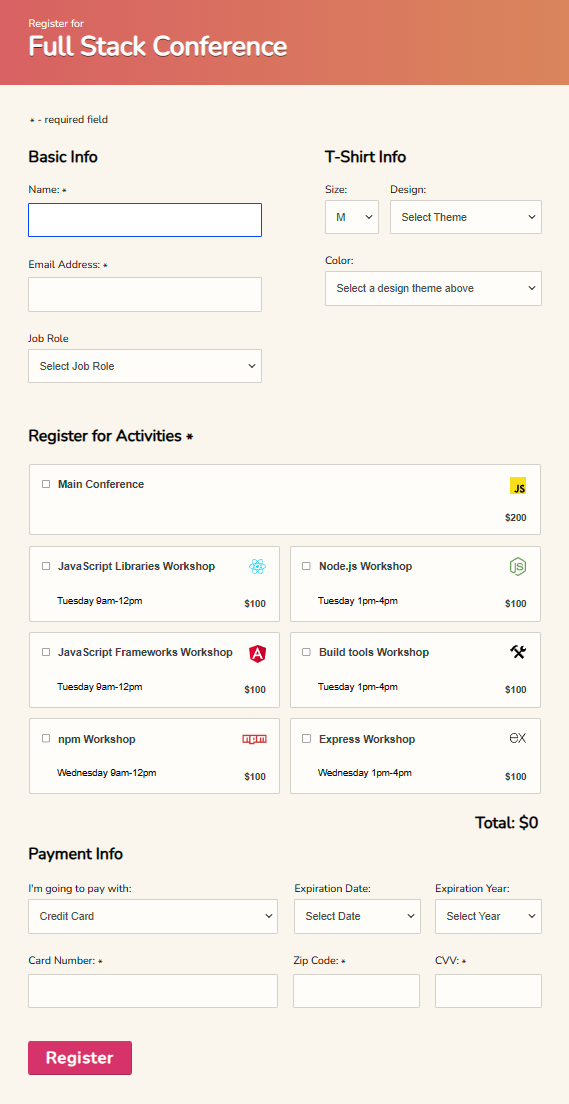 Register for
Full Stack Conference
* - required field
Basic Info
Name: *
Email Address: *
Job Role
Select Job Role
T-Shirt Info
Size:
Design:
M
Select Theme
Color:
Select a design theme above
Register for Activities *
Main Conference
JS
$200
JavaScript Libraries Workshop
Tuesday 9am-12pm
$100
Node.js Workshop
JS
Tuesday 1pm-4pm
$100
JavaScript Frameworks Workshop
A
Tuesday 9am-12pm
$100
Build tools Workshop
Tuesday 1pm-4pm
$100
npm Workshop
npm
Wednesday 9am-12pm
$100
Express Workshop
ex
Wednesday 1pm-4pm
$100
Total: $0
Payment Info
I'm going to pay with:
Credit Card
Expiration Date:
Select Date
Expiration Year:
Select Year
Card Number: *
Zip Code: *
CVV: *
Register